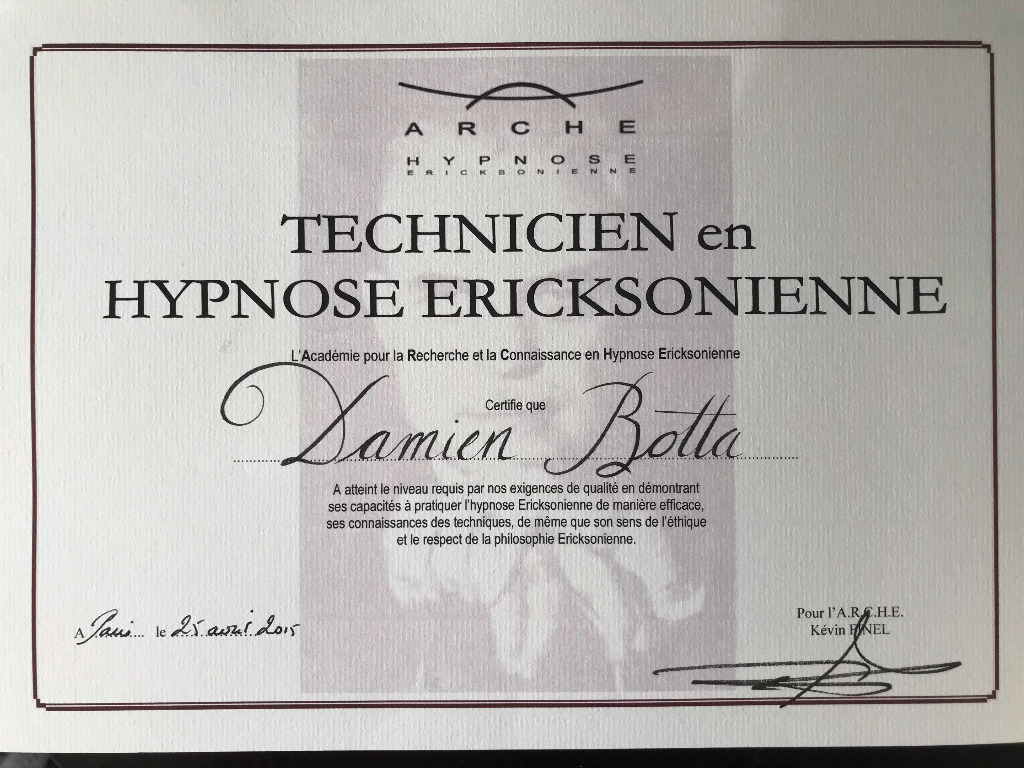 ARCHE
HYPNOSE
ERICKSONIENNE
TECHNICIEN en
HYPNOSE ERICKSONIENNE
L'Académie pour la Recherche et la Connaissance en Hypnose Ericksonienne
Certifie que
Damien Botta
A atteint le niveau requis par nos exigences de qualité en démontrant
ses capacités à pratiquer l'hypnose Ericksonienne de manière efficace,
ses connaissances des techniques, de même que son sens de l'éthique
et le respect de la philosophie Ericksonienne.
A Paris.... le 25 avril 2015
Pour l'A.R.C.H.E.
Kévin FINEL